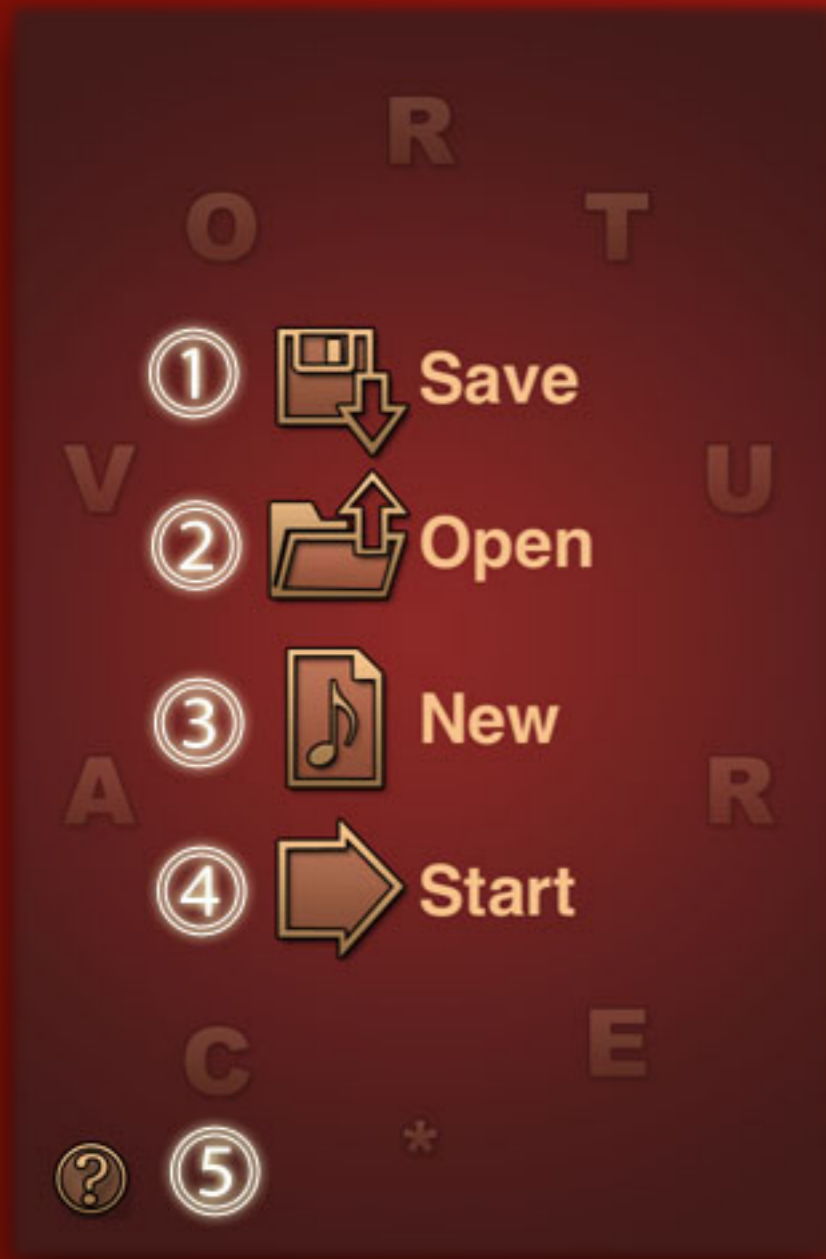 R
O T
① Save
V U
② Open
③ New
A R
④ Start
C E
*
? ⑤